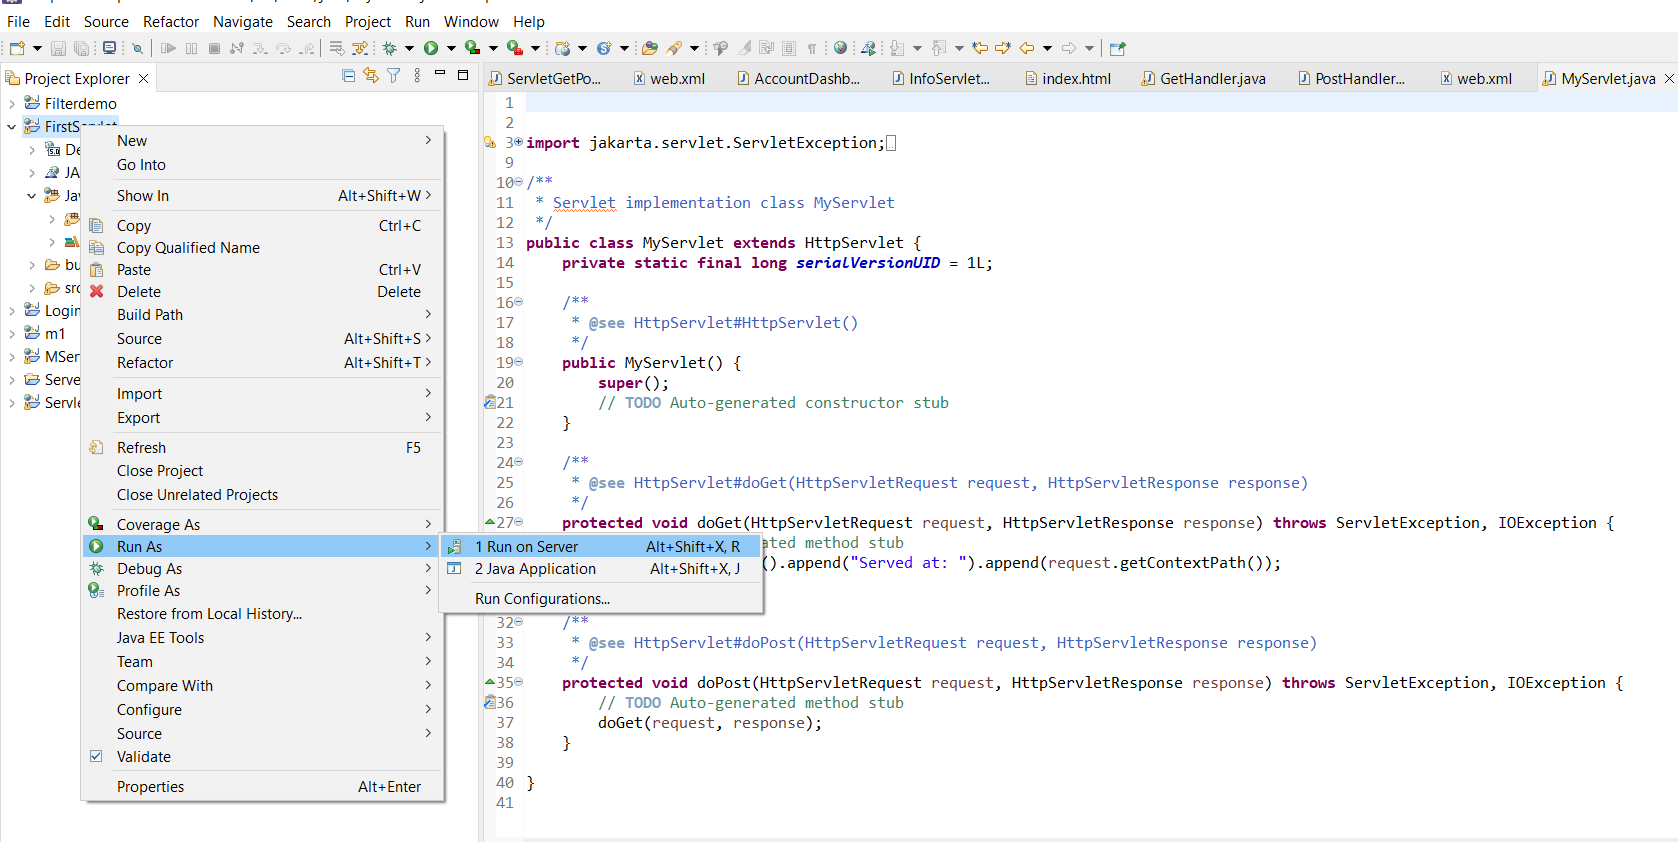 File Edit Source Refactor Navigate Search Project Run Window Help
Project Explorer
ServletGetPo... web.xml AccountDashb... InfoServlet... index.html GetHandler.java PostHandler... web.xml MyServlet.java
Filterdemo
FirstServlet
De
JA
Jav
bu
src
Login
m1
MSer
Serve
Servle
New
Go Into
Show In Alt+Shift+W
Copy Ctrl+C
Copy Qualified Name
Paste Ctrl+V
Delete Delete
Build Path
Source Alt+Shift+S
Refactor Alt+Shift+T
Import
Export
Refresh F5
Close Project
Close Unrelated Projects
Coverage As
Run As
Debug As
Profile As
Restore from Local History...
Java EE Tools
Team
Compare With
Configure
Source
Validate
Properties Alt+Enter
1 Run on Server Alt+Shift+X, R
2 Java Application Alt+Shift+X, J
Run Configurations...
1
2
3 import jakarta.servlet.ServletException;
9
10 /**
11 * Servlet implementation class MyServlet
12 */
13 public class MyServlet extends HttpServlet {
14 private static final long serialVersionUID = 1L;
15
16 /**
17 * @see HttpServlet#HttpServlet()
18 */
19 public MyServlet() {
20 super();
21 // TODO Auto-generated constructor stub
22 }
23
24 /**
25 * @see HttpServlet#doGet(HttpServletRequest request, HttpServletResponse response)
26 */
27 protected void doGet(HttpServletRequest request, HttpServletResponse response) throws ServletException, IOException {
ated method stub
().append("Served at: ").append(request.getContextPath());
32 /**
33 * @see HttpServlet#doPost(HttpServletRequest request, HttpServletResponse response)
34 */
35 protected void doPost(HttpServletRequest request, HttpServletResponse response) throws ServletException, IOException {
36 // TODO Auto-generated method stub
37 doGet(request, response);
38 }
39
40 }
41